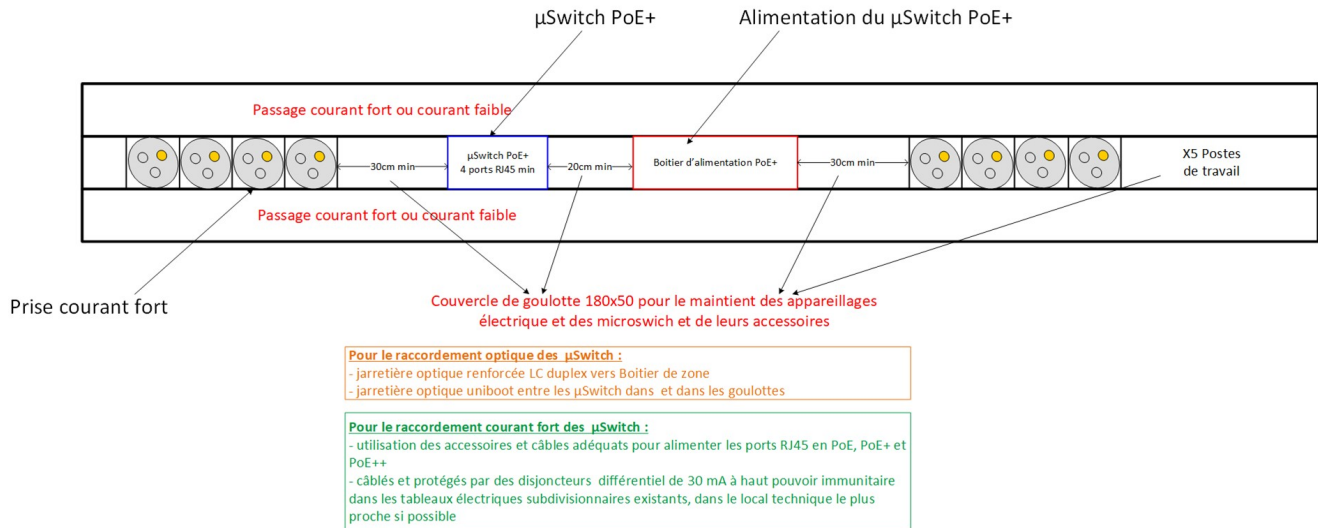 µSwitch PoE+
Alimentation du µSwitch PoE+
Passage courant fort ou courant faible
30cm min
µSwitch PoE+
4 ports RJ45 min
20cm min
Boitier d'alimentation PoE+
30cm min
X5 Postes
de travail
Passage courant fort ou courant faible
Prise courant fort
Couvercle de goulotte 180x50 pour le maintient des appareillages
électrique et des microswich et de leurs accessoires
Pour le raccordement optique des µSwitch :
- jarretière optique renforcée LC duplex vers Boitier de zone
- jarretière optique uniboot entre les µSwitch dans et dans les goulottes
Pour le raccordement courant fort des µSwitch :
- utilisation des accessoires et câbles adéquats pour alimenter les ports RJ45 en PoE, PoE+ et
PoE++
- câblés et protégés par des disjoncteurs différentiel de 30 mA à haut pouvoir immunitaire
dans les tableaux électriques subdivisionnaires existants, dans le local technique le plus
proche si possible